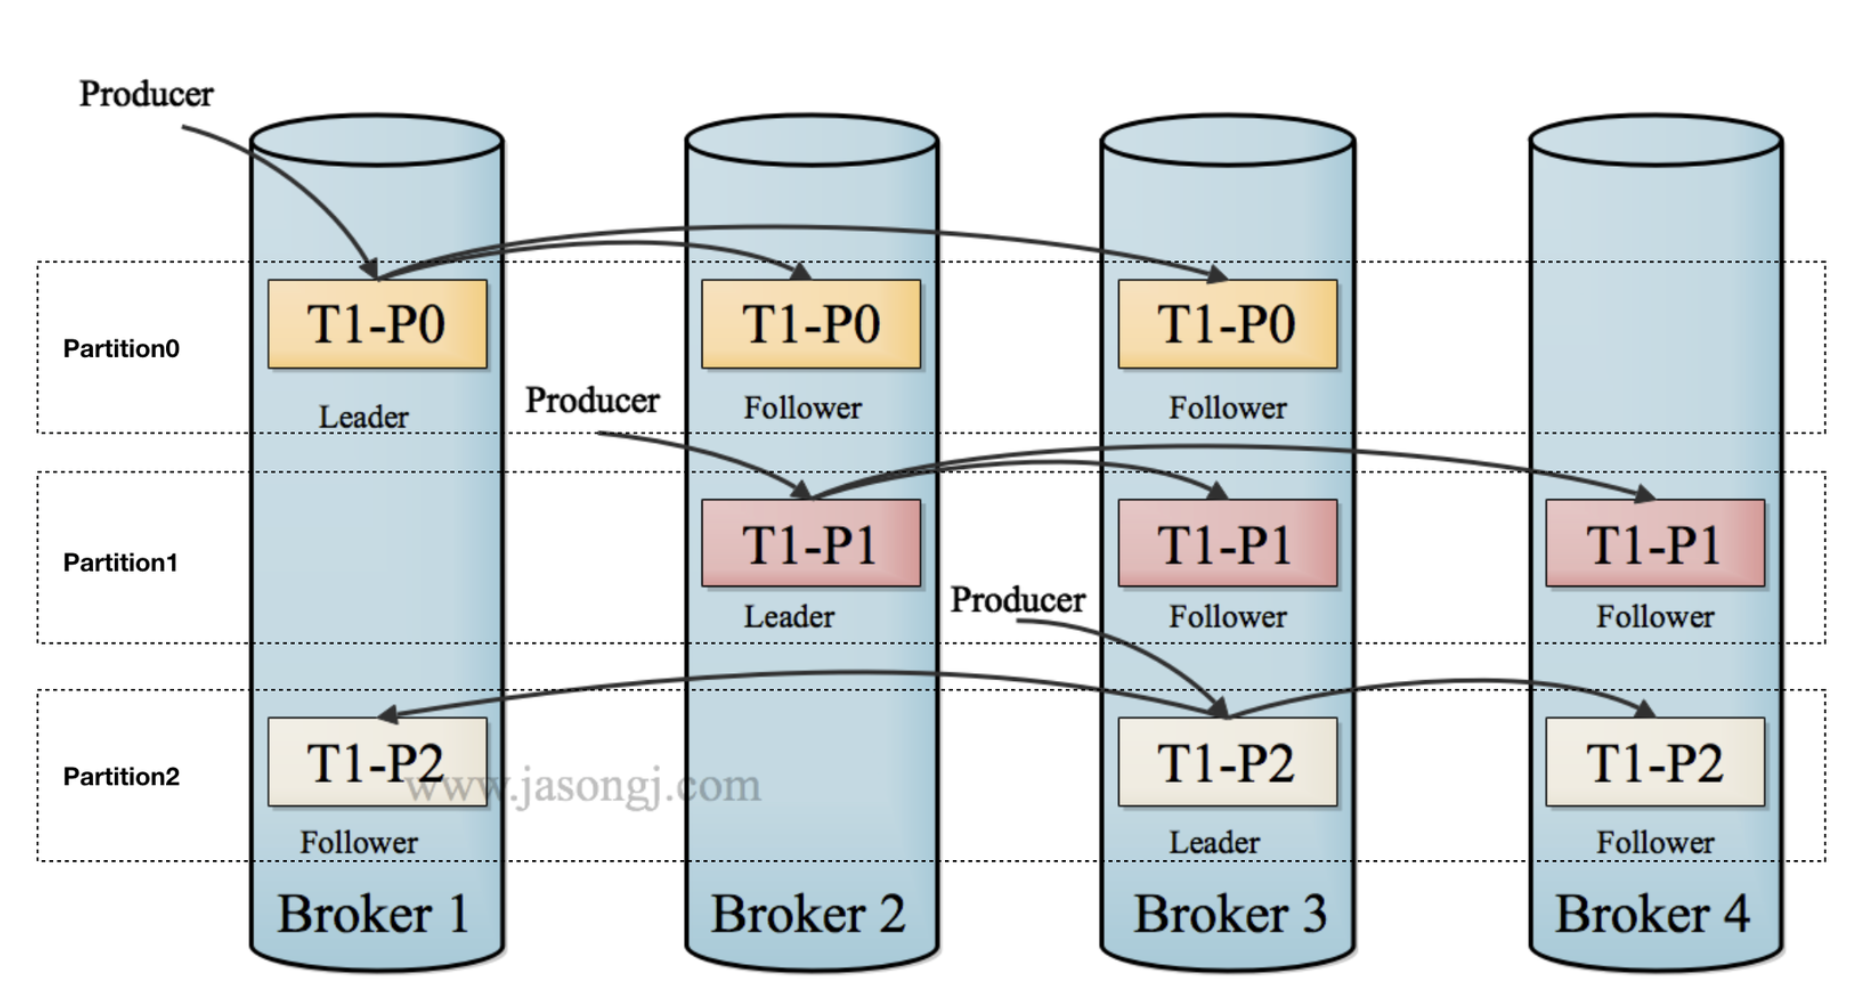 Producer
T1-P0
T1-P0
T1-P0
Partition0
Leader
Producer
Follower
Follower
T1-P1
T1-P1
T1-P1
Partition1
Producer
Leader
Follower
Follower
T1-P2
T1-P2
T1-P2
Partition2
www.jasongj.com
Follower
Leader
Follower
Broker 1
Broker 2
Broker 3
Broker 4